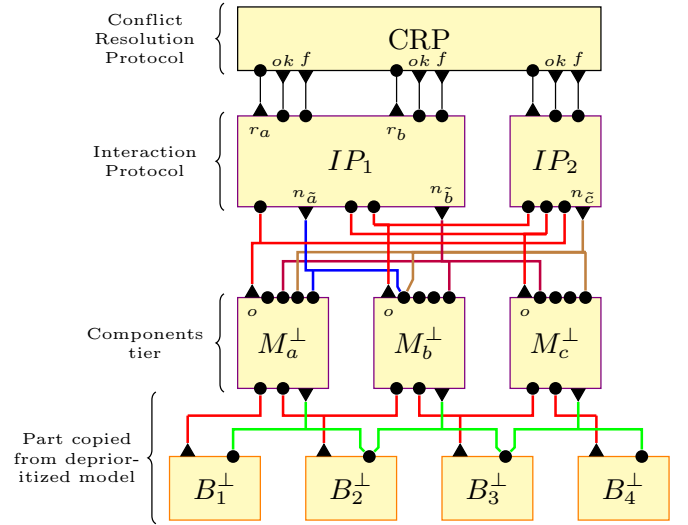 Conflict
Resolution
Protocol
CRP
ok f ok f ok f
r_a r_b
Interaction
Protocol
IP_1 IP_2
n_ã n_b̃ n_c̃
o o o
Components
tier
M_a^⊥ M_b^⊥ M_c^⊥
Part copied
from deprior-
itized model
B_1^⊥ B_2^⊥ B_3^⊥ B_4^⊥